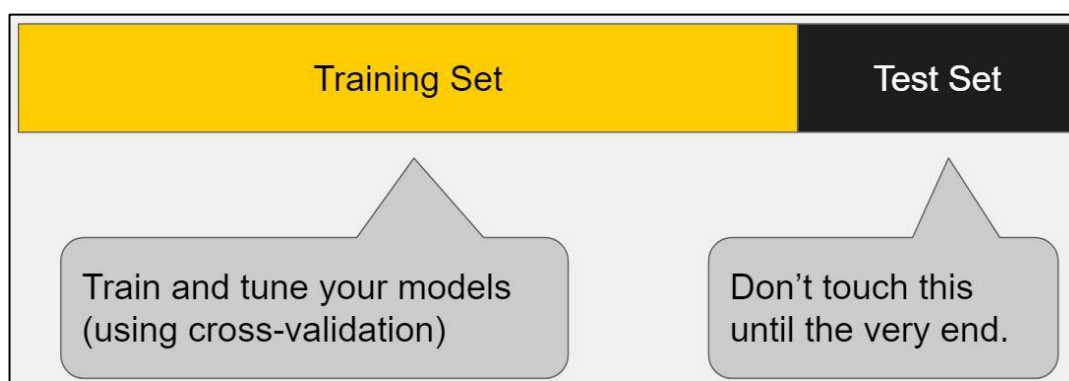 Training Set
Test Set
Train and tune your models
(using cross-validation)
Don’t touch this
until the very end.